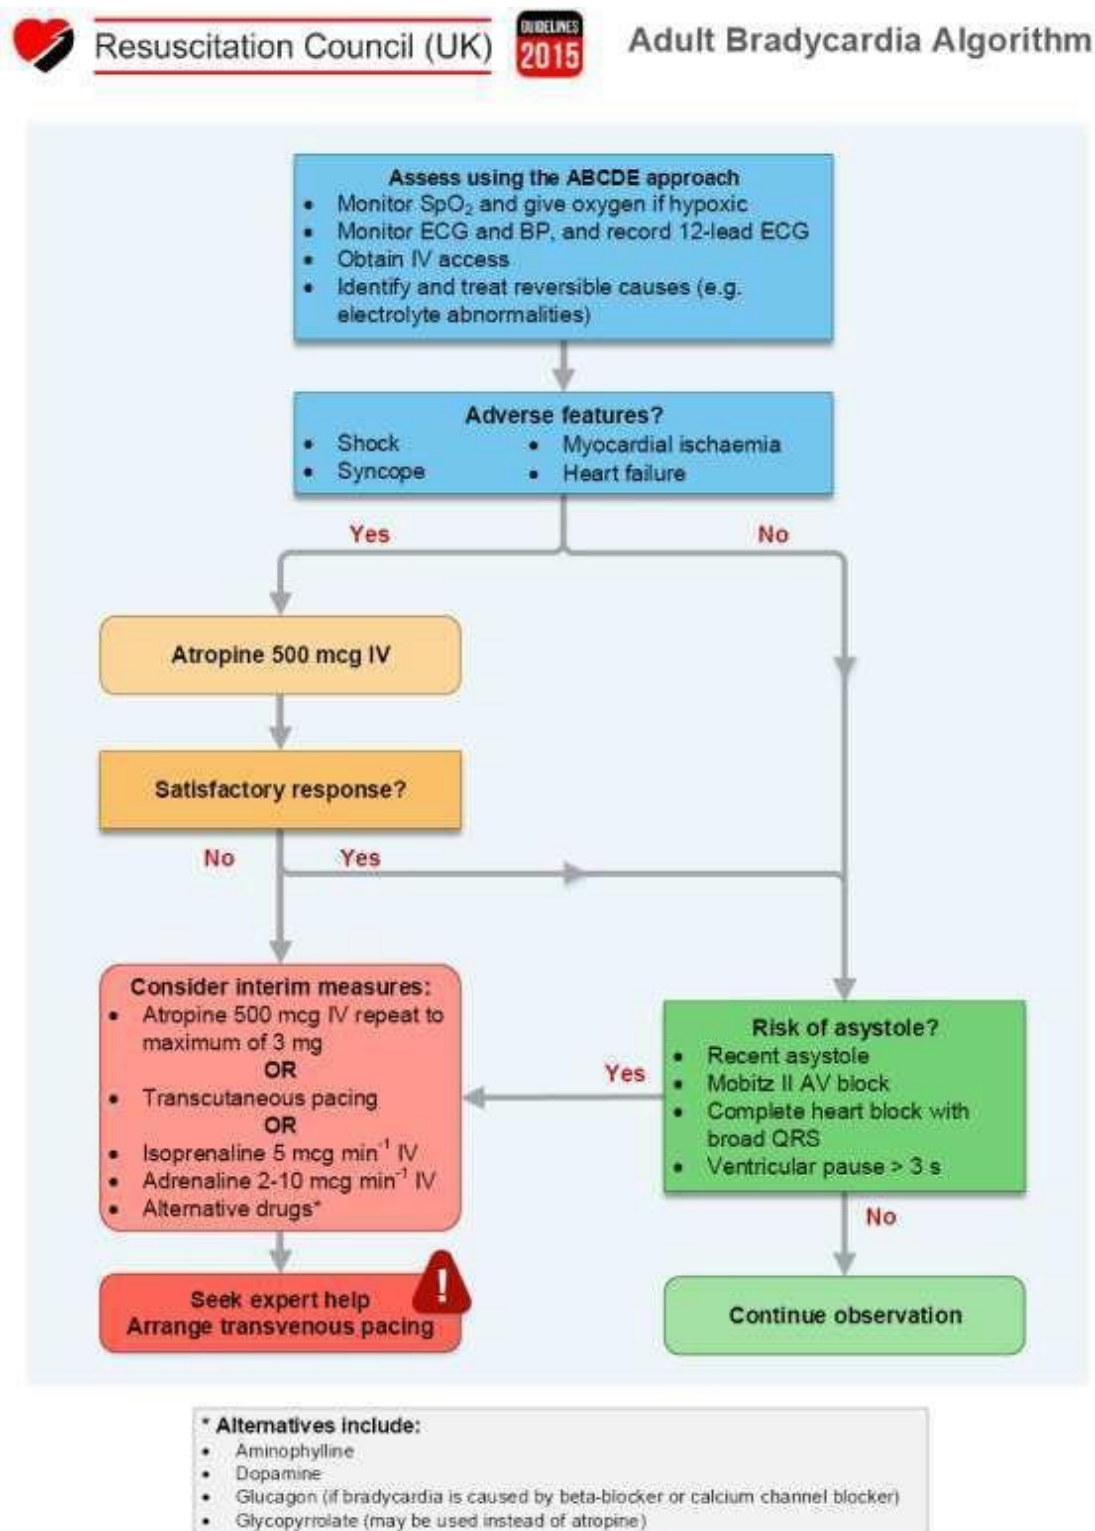 Resuscitation Council (UK)
GUIDELINES
2015
Adult Bradycardia Algorithm
Assess using the ABCDE approach
• Monitor SpO₂ and give oxygen if hypoxic
• Monitor ECG and BP, and record 12-lead ECG
• Obtain IV access
• Identify and treat reversible causes (e.g.
electrolyte abnormalities)
Adverse features?
• Shock
• Syncope
• Myocardial ischaemia
• Heart failure
Yes
No
Atropine 500 mcg IV
Satisfactory response?
No
Yes
Consider interim measures:
• Atropine 500 mcg IV repeat to
maximum of 3 mg
OR
• Transcutaneous pacing
OR
• Isoprenaline 5 mcg min⁻¹ IV
• Adrenaline 2-10 mcg min⁻¹ IV
• Alternative drugs*
Yes
Risk of asystole?
• Recent asystole
• Mobitz II AV block
• Complete heart block with
broad QRS
• Ventricular pause > 3 s
No
!
Seek expert help
Arrange transvenous pacing
Continue observation
* Alternatives include:
• Aminophylline
• Dopamine
• Glucagon (if bradycardia is caused by beta-blocker or calcium channel blocker)
• Glycopyrrolate (may be used instead of atropine)